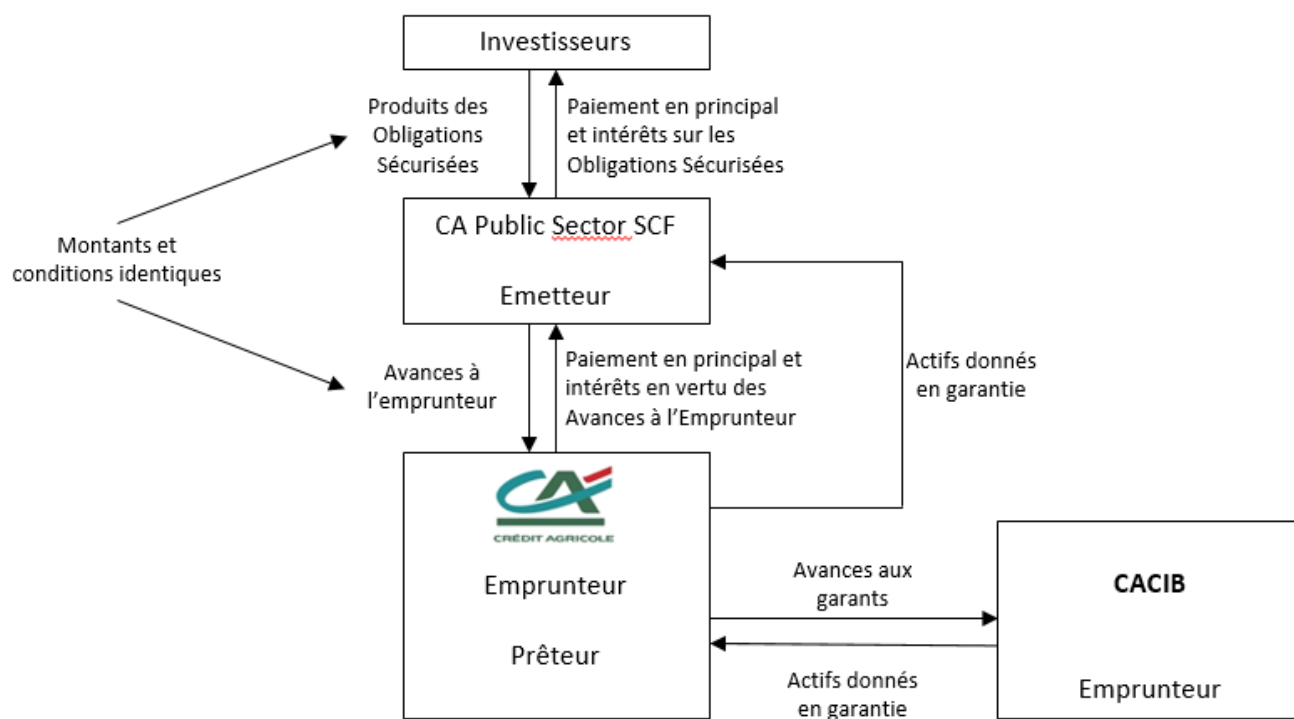 Investisseurs
Produits des
Obligations
Sécurisées
Paiement en principal
et intérêts sur les
Obligations Sécurisées
CA Public Sector SCF
Emetteur
Montants et
conditions identiques
Avances à
l’emprunteur
Paiement en principal et
intérêts en vertu des
Avances à l’Emprunteur
Actifs donnés
en garantie
CA
CRÉDIT AGRICOLE
Emprunteur
Prêteur
Avances aux
garants
Actifs donnés
en garantie
CACIB
Emprunteur